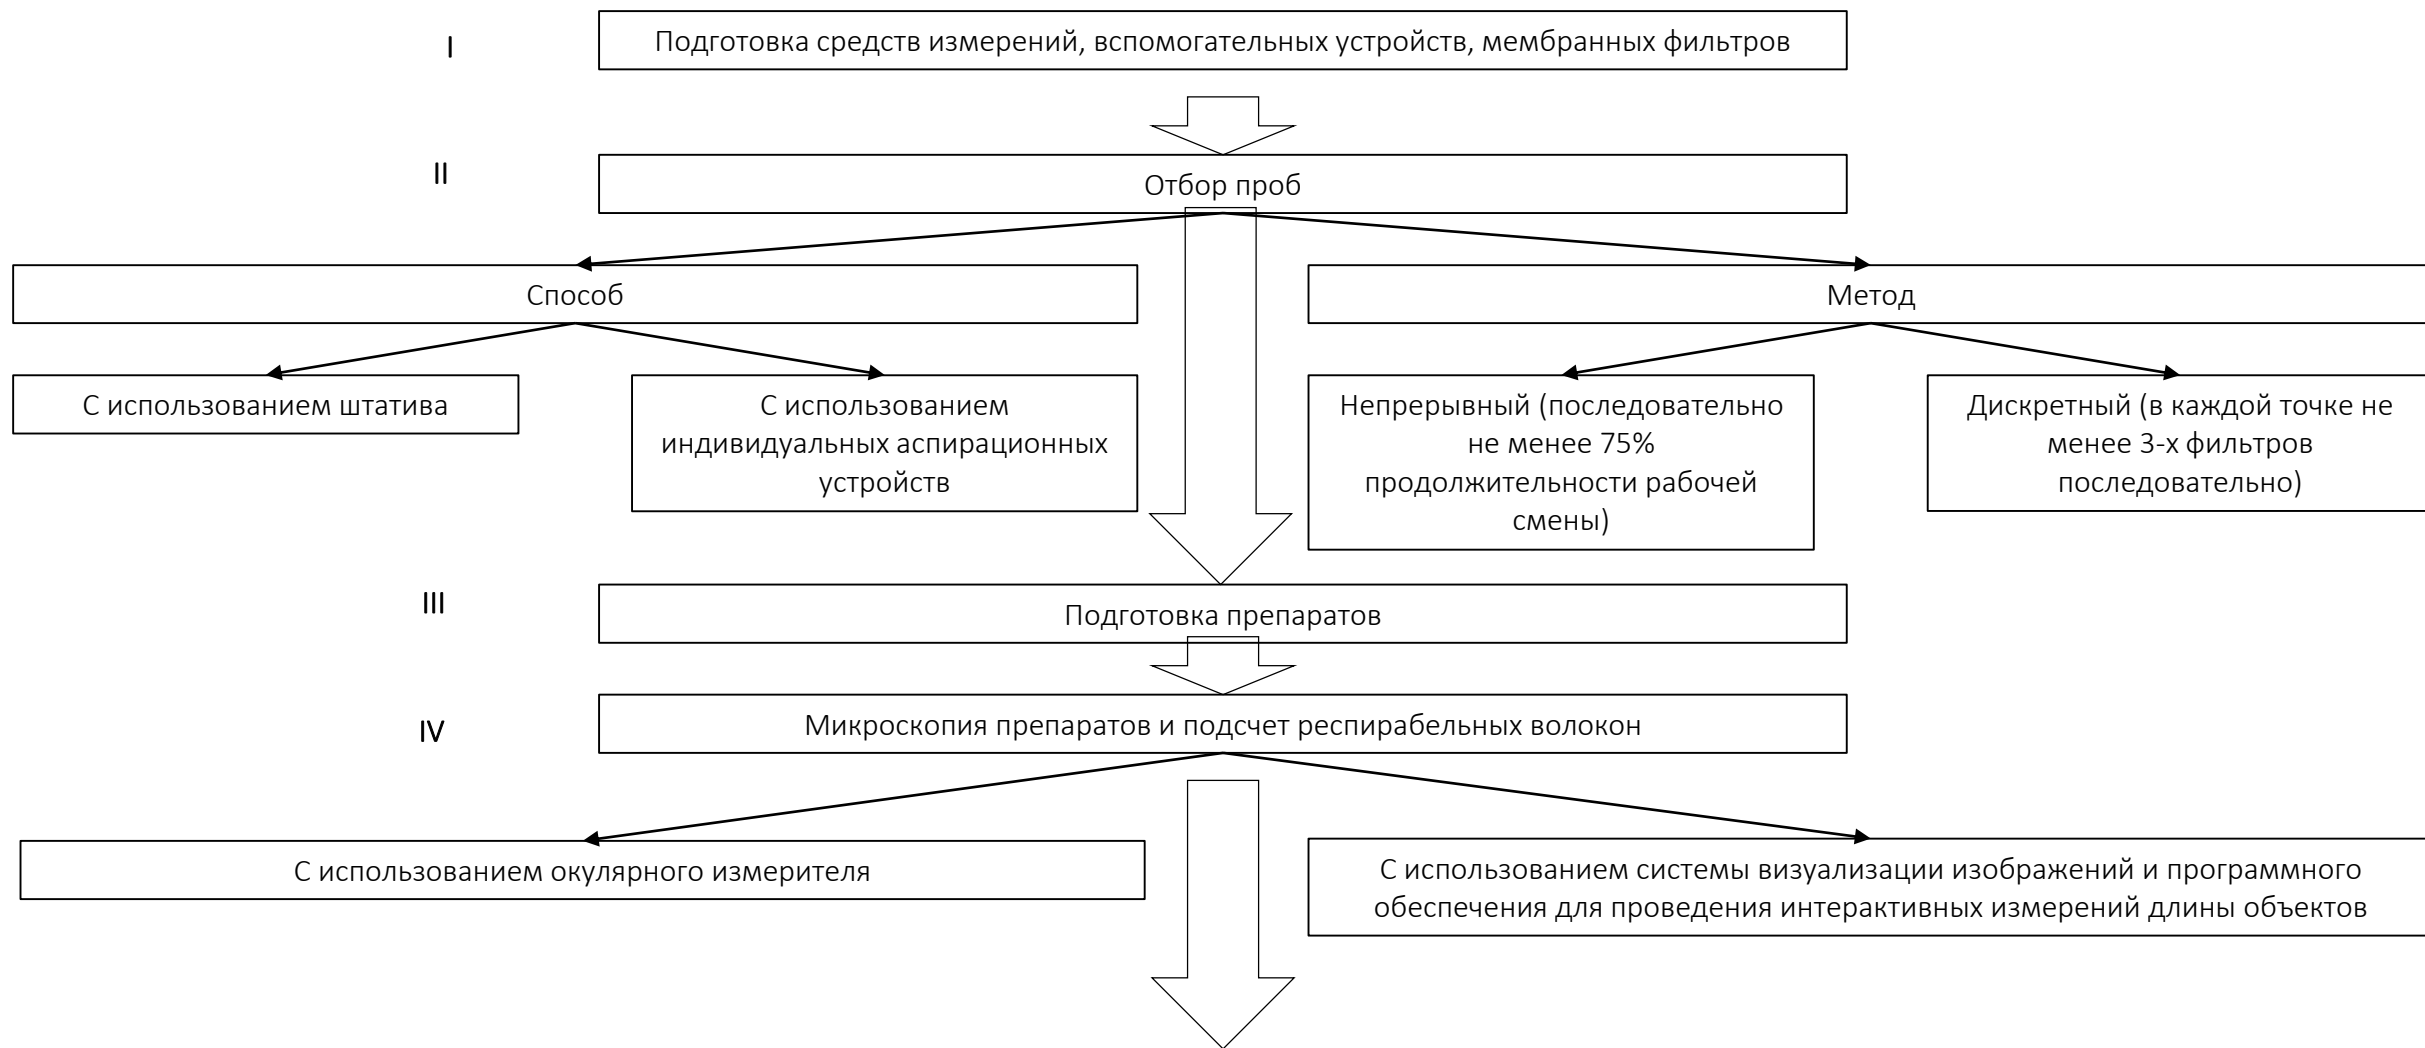 I
Подготовка средств измерений, вспомогательных устройств, мембранных фильтров
II
Отбор проб
Способ
Метод
С использованием штатива
С использованием
индивидуальных аспирационных
устройств
Непрерывный (последовательно
не менее 75%
продолжительности рабочей
смены)
Дискретный (в каждой точке не
менее 3-х фильтров
последовательно)
III
Подготовка препаратов
IV
Микроскопия препаратов и подсчет респирабельных волокон
С использованием окулярного измерителя
С использованием системы визуализации изображений и программного
обеспечения для проведения интерактивных измерений длины объектов